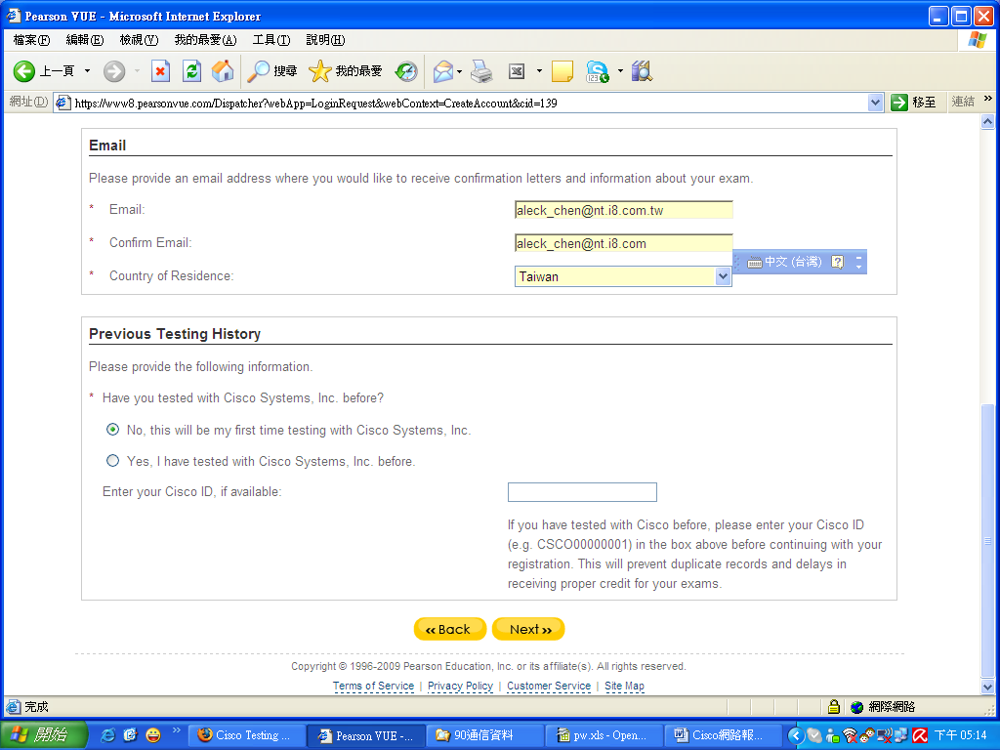 Pearson VUE - Microsoft Internet Explorer
檔案(F) 編輯(E) 檢視(V) 我的最愛(A) 工具(T) 說明(H)
上一頁 搜尋 我的最愛
網址(D) https://www8.pearsonvue.com/Dispatcher?webApp=LoginRequest&webContext=CreateAccount&cid=139 移至 連結 »
Email
Please provide an email address where you would like to receive confirmation letters and information about your exam.
* Email: aleck_chen@nt.i8.com.tw
* Confirm Email: aleck_chen@nt.i8.com
中文 (台灣) ?
* Country of Residence: Taiwan
Previous Testing History
Please provide the following information.
* Have you tested with Cisco Systems, Inc. before?
No, this will be my first time testing with Cisco Systems, Inc.
Yes, I have tested with Cisco Systems, Inc. before.
Enter your Cisco ID, if available:
If you have tested with Cisco before, please enter your Cisco ID
(e.g. CSCO00000001) in the box above before continuing with your
registration. This will prevent duplicate records and delays in
receiving proper credit for your exams.
« Back Next »
Copyright © 1996-2009 Pearson Education, Inc. or its affiliate(s). All rights reserved.
Terms of Service | Privacy Policy | Customer Service | Site Map
完成 網際網路
開始 » Cisco Testing ... Pearson VUE -... 90通信資料 pw.xls - Open... Cisco網路報... 下午 05:14